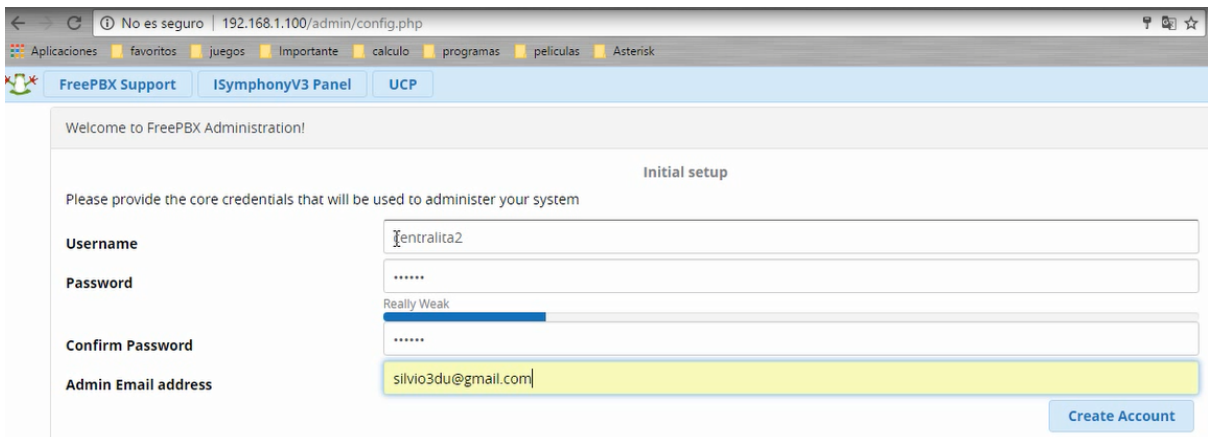 No es seguro | 192.168.1.100/admin/config.php
Aplicaciones favoritos juegos Importante calculo programas peliculas Asterisk
FreePBX Support ISymphonyV3 Panel UCP
Welcome to FreePBX Administration!
Initial setup
Please provide the core credentials that will be used to administer your system
Username centralita2
Password ••••••
Really Weak
Confirm Password ••••••
Admin Email address silvio3du@gmail.com
Create Account